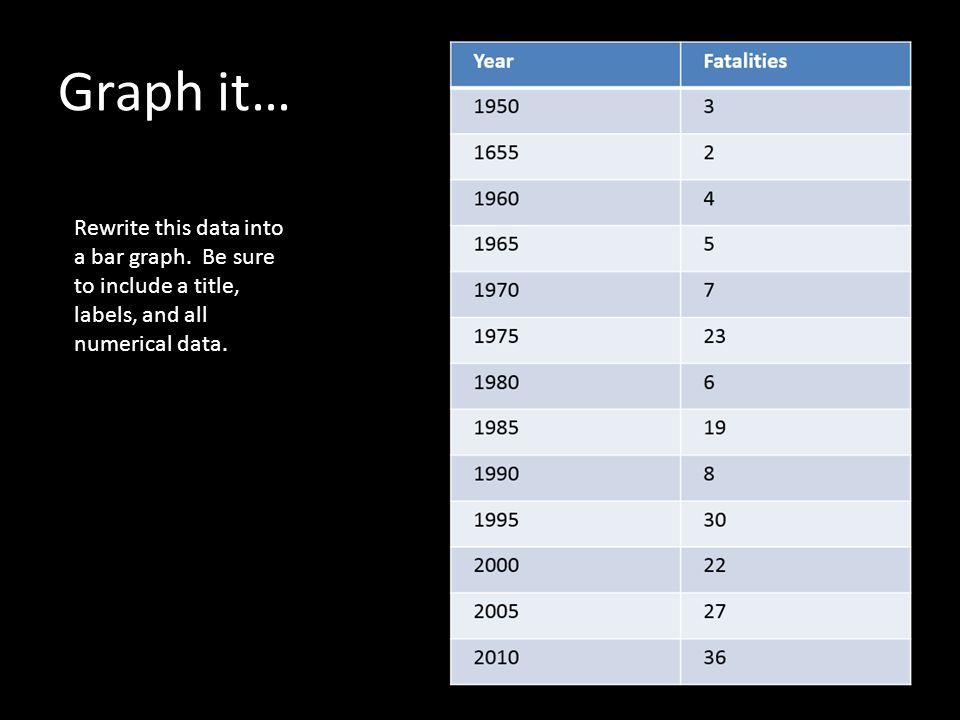 Graph it…
Rewrite this data into
a bar graph.  Be sure
to include a title,
labels, and all
numerical data.
Year Fatalities
1950 3
1655 2
1960 4
1965 5
1970 7
1975 23
1980 6
1985 19
1990 8
1995 30
2000 22
2005 27
2010 36